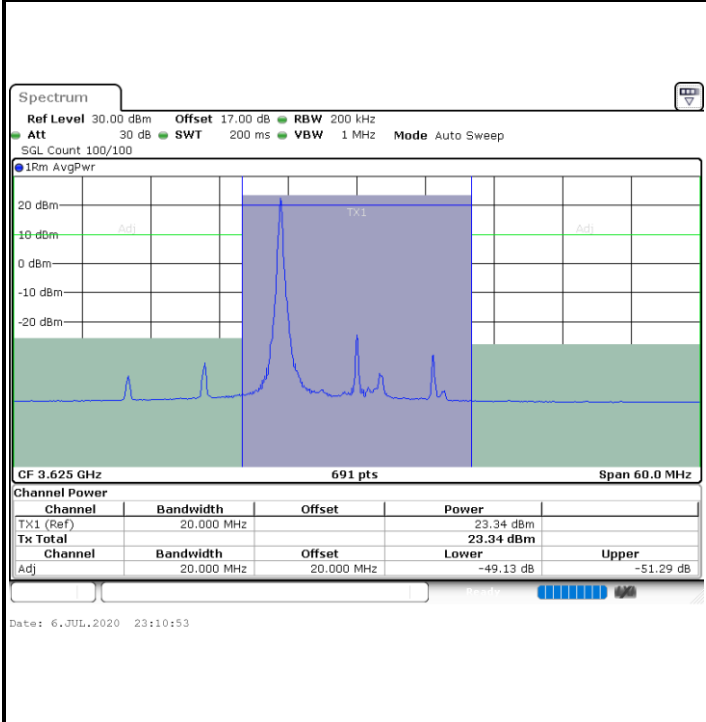 Spectrum
Ref Level 30.00 dBm Offset 17.00 dB RBW 200 kHz
Att 30 dB SWT 200 ms VBW 1 MHz Mode Auto Sweep
SGL Count 100/100
1Rm AvgPwr
20 dBm
TX1
Adj
Adj
10 dBm
0 dBm
-10 dBm
-20 dBm
CF 3.625 GHz 691 pts Span 60.0 MHz
Channel Power
Channel Bandwidth Offset Power
TX1 (Ref) 20.000 MHz 23.34 dBm
Tx Total 23.34 dBm
Channel Bandwidth Offset Lower Upper
Adj 20.000 MHz 20.000 MHz -49.13 dB -51.29 dB
Ready
Date: 6.JUL.2020 23:10:53